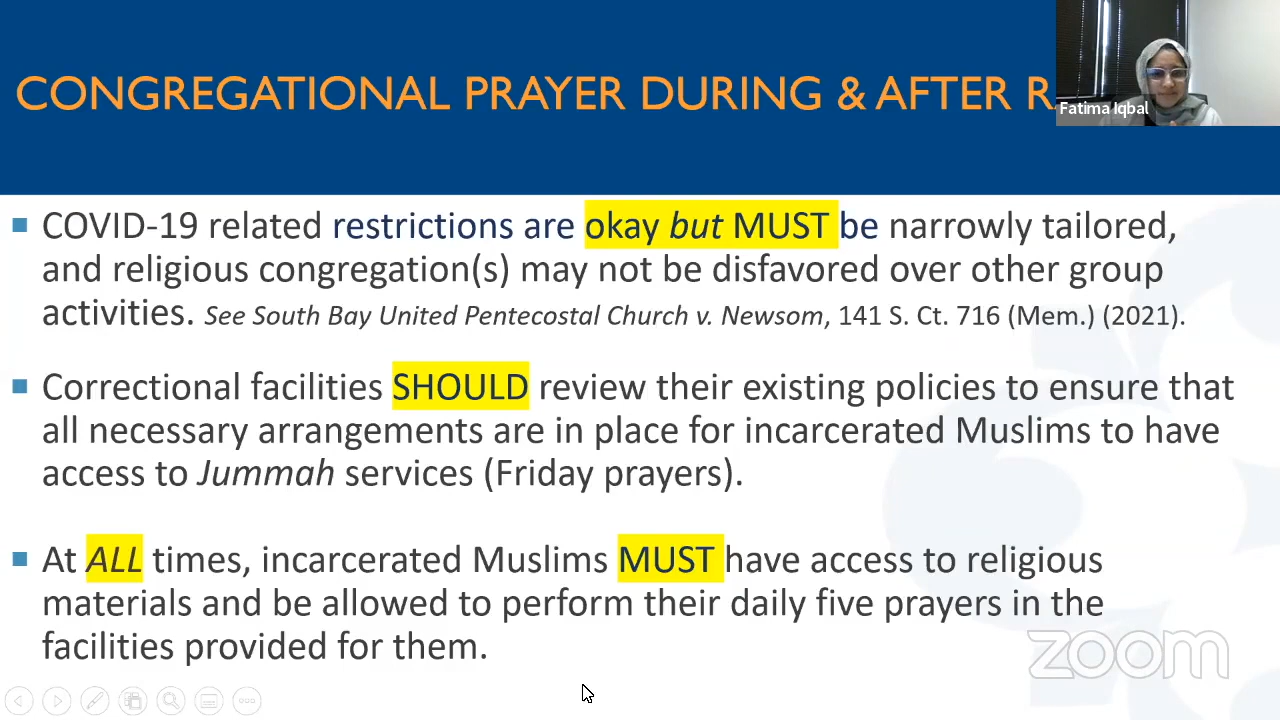 CONGREGATIONAL PRAYER DURING & AFTER R
Fatima Iqbal
COVID-19 related restrictions are okay but MUST be narrowly tailored,
and religious congregation(s) may not be disfavored over other group
activities. See South Bay United Pentecostal Church v. Newsom, 141 S. Ct. 716 (Mem.) (2021).
Correctional facilities SHOULD review their existing policies to ensure that
all necessary arrangements are in place for incarcerated Muslims to have
access to Jummah services (Friday prayers).
At ALL times, incarcerated Muslims MUST have access to religious
materials and be allowed to perform their daily five prayers in the
facilities provided for them.
zoom